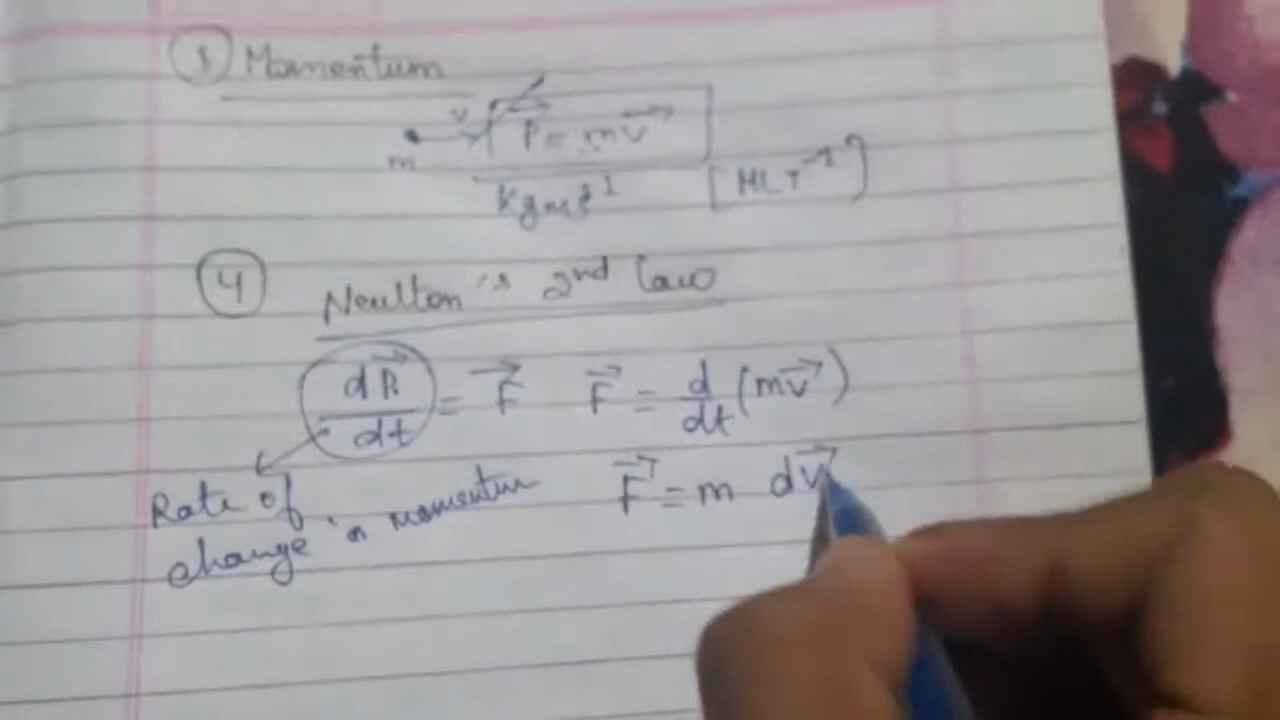 3 Momentum
m v P = mv⃗
kgms⁻¹ [MLT⁻¹]
4 Newton's 2nd law
dP⃗/dt = F⃗ F⃗ = d/dt (mv⃗)
Rate of F⃗ = m dv⃗
change in momentum